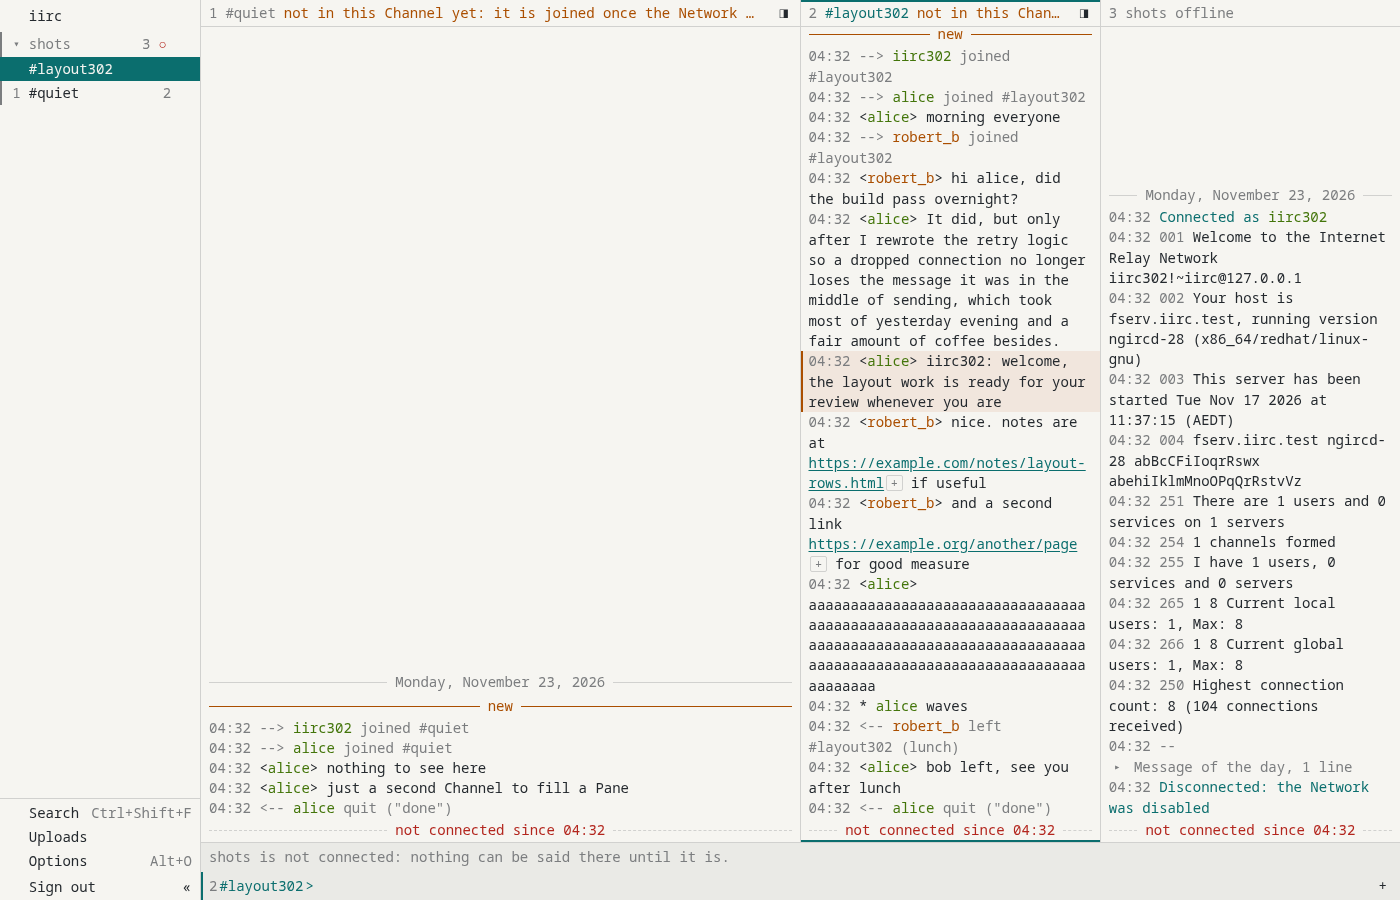 iirc
▾ shots 3 ○
#layout302
1 #quiet 2
Search Ctrl+Shift+F
Uploads
Options Alt+O
Sign out «
1 #quiet not in this Channel yet: it is joined once the Network …
Monday, November 23, 2026
new
04:32 --> iirc302 joined #quiet
04:32 --> alice joined #quiet
04:32 <alice> nothing to see here
04:32 <alice> just a second Channel to fill a Pane
04:32 <-- alice quit ("done")
not connected since 04:32
2 #layout302 not in this Chan…
new
04:32 --> iirc302 joined
#layout302
04:32 --> alice joined #layout302
04:32 <alice> morning everyone
04:32 --> robert_b joined
#layout302
04:32 <robert_b> hi alice, did
the build pass overnight?
04:32 <alice> It did, but only
after I rewrote the retry logic
so a dropped connection no longer
loses the message it was in the
middle of sending, which took
most of yesterday evening and a
fair amount of coffee besides.
04:32 <alice> iirc302: welcome,
the layout work is ready for your
review whenever you are
04:32 <robert_b> nice. notes are
at
https://example.com/notes/layout-
rows.html + if useful
04:32 <robert_b> and a second
link
https://example.org/another/page
+ for good measure
04:32 <alice>
aaaaaaaaaaaaaaaaaaaaaaaaaaaaaaaaa
aaaaaaaaaaaaaaaaaaaaaaaaaaaaaaaaa
aaaaaaaaaaaaaaaaaaaaaaaaaaaaaaaaa
aaaaaaaaaaaaaaaaaaaaaaaaaaaaaaaaa
aaaaaaaa
04:32 * alice waves
04:32 <-- robert_b left
#layout302 (lunch)
04:32 <alice> bob left, see you
after lunch
04:32 <-- alice quit ("done")
not connected since 04:32
3 shots offline
Monday, November 23, 2026
04:32 Connected as iirc302
04:32 001 Welcome to the Internet
Relay Network
iirc302!~iirc@127.0.0.1
04:32 002 Your host is
fserv.iirc.test, running version
ngircd-28 (x86_64/redhat/linux-
gnu)
04:32 003 This server has been
started Tue Nov 17 2026 at
11:37:15 (AEDT)
04:32 004 fserv.iirc.test ngircd-
28 abBcCFiIoqrRswx
abehiIklmMnoOPqQrRstvVz
04:32 251 There are 1 users and 0
services on 1 servers
04:32 254 1 channels formed
04:32 255 I have 1 users, 0
services and 0 servers
04:32 265 1 8 Current local
users: 1, Max: 8
04:32 266 1 8 Current global
users: 1, Max: 8
04:32 250 Highest connection
count: 8 (104 connections
received)
04:32 --
▸ Message of the day, 1 line
04:32 Disconnected: the Network
was disabled
not connected since 04:32
shots is not connected: nothing can be said there until it is.
2 #layout302> +